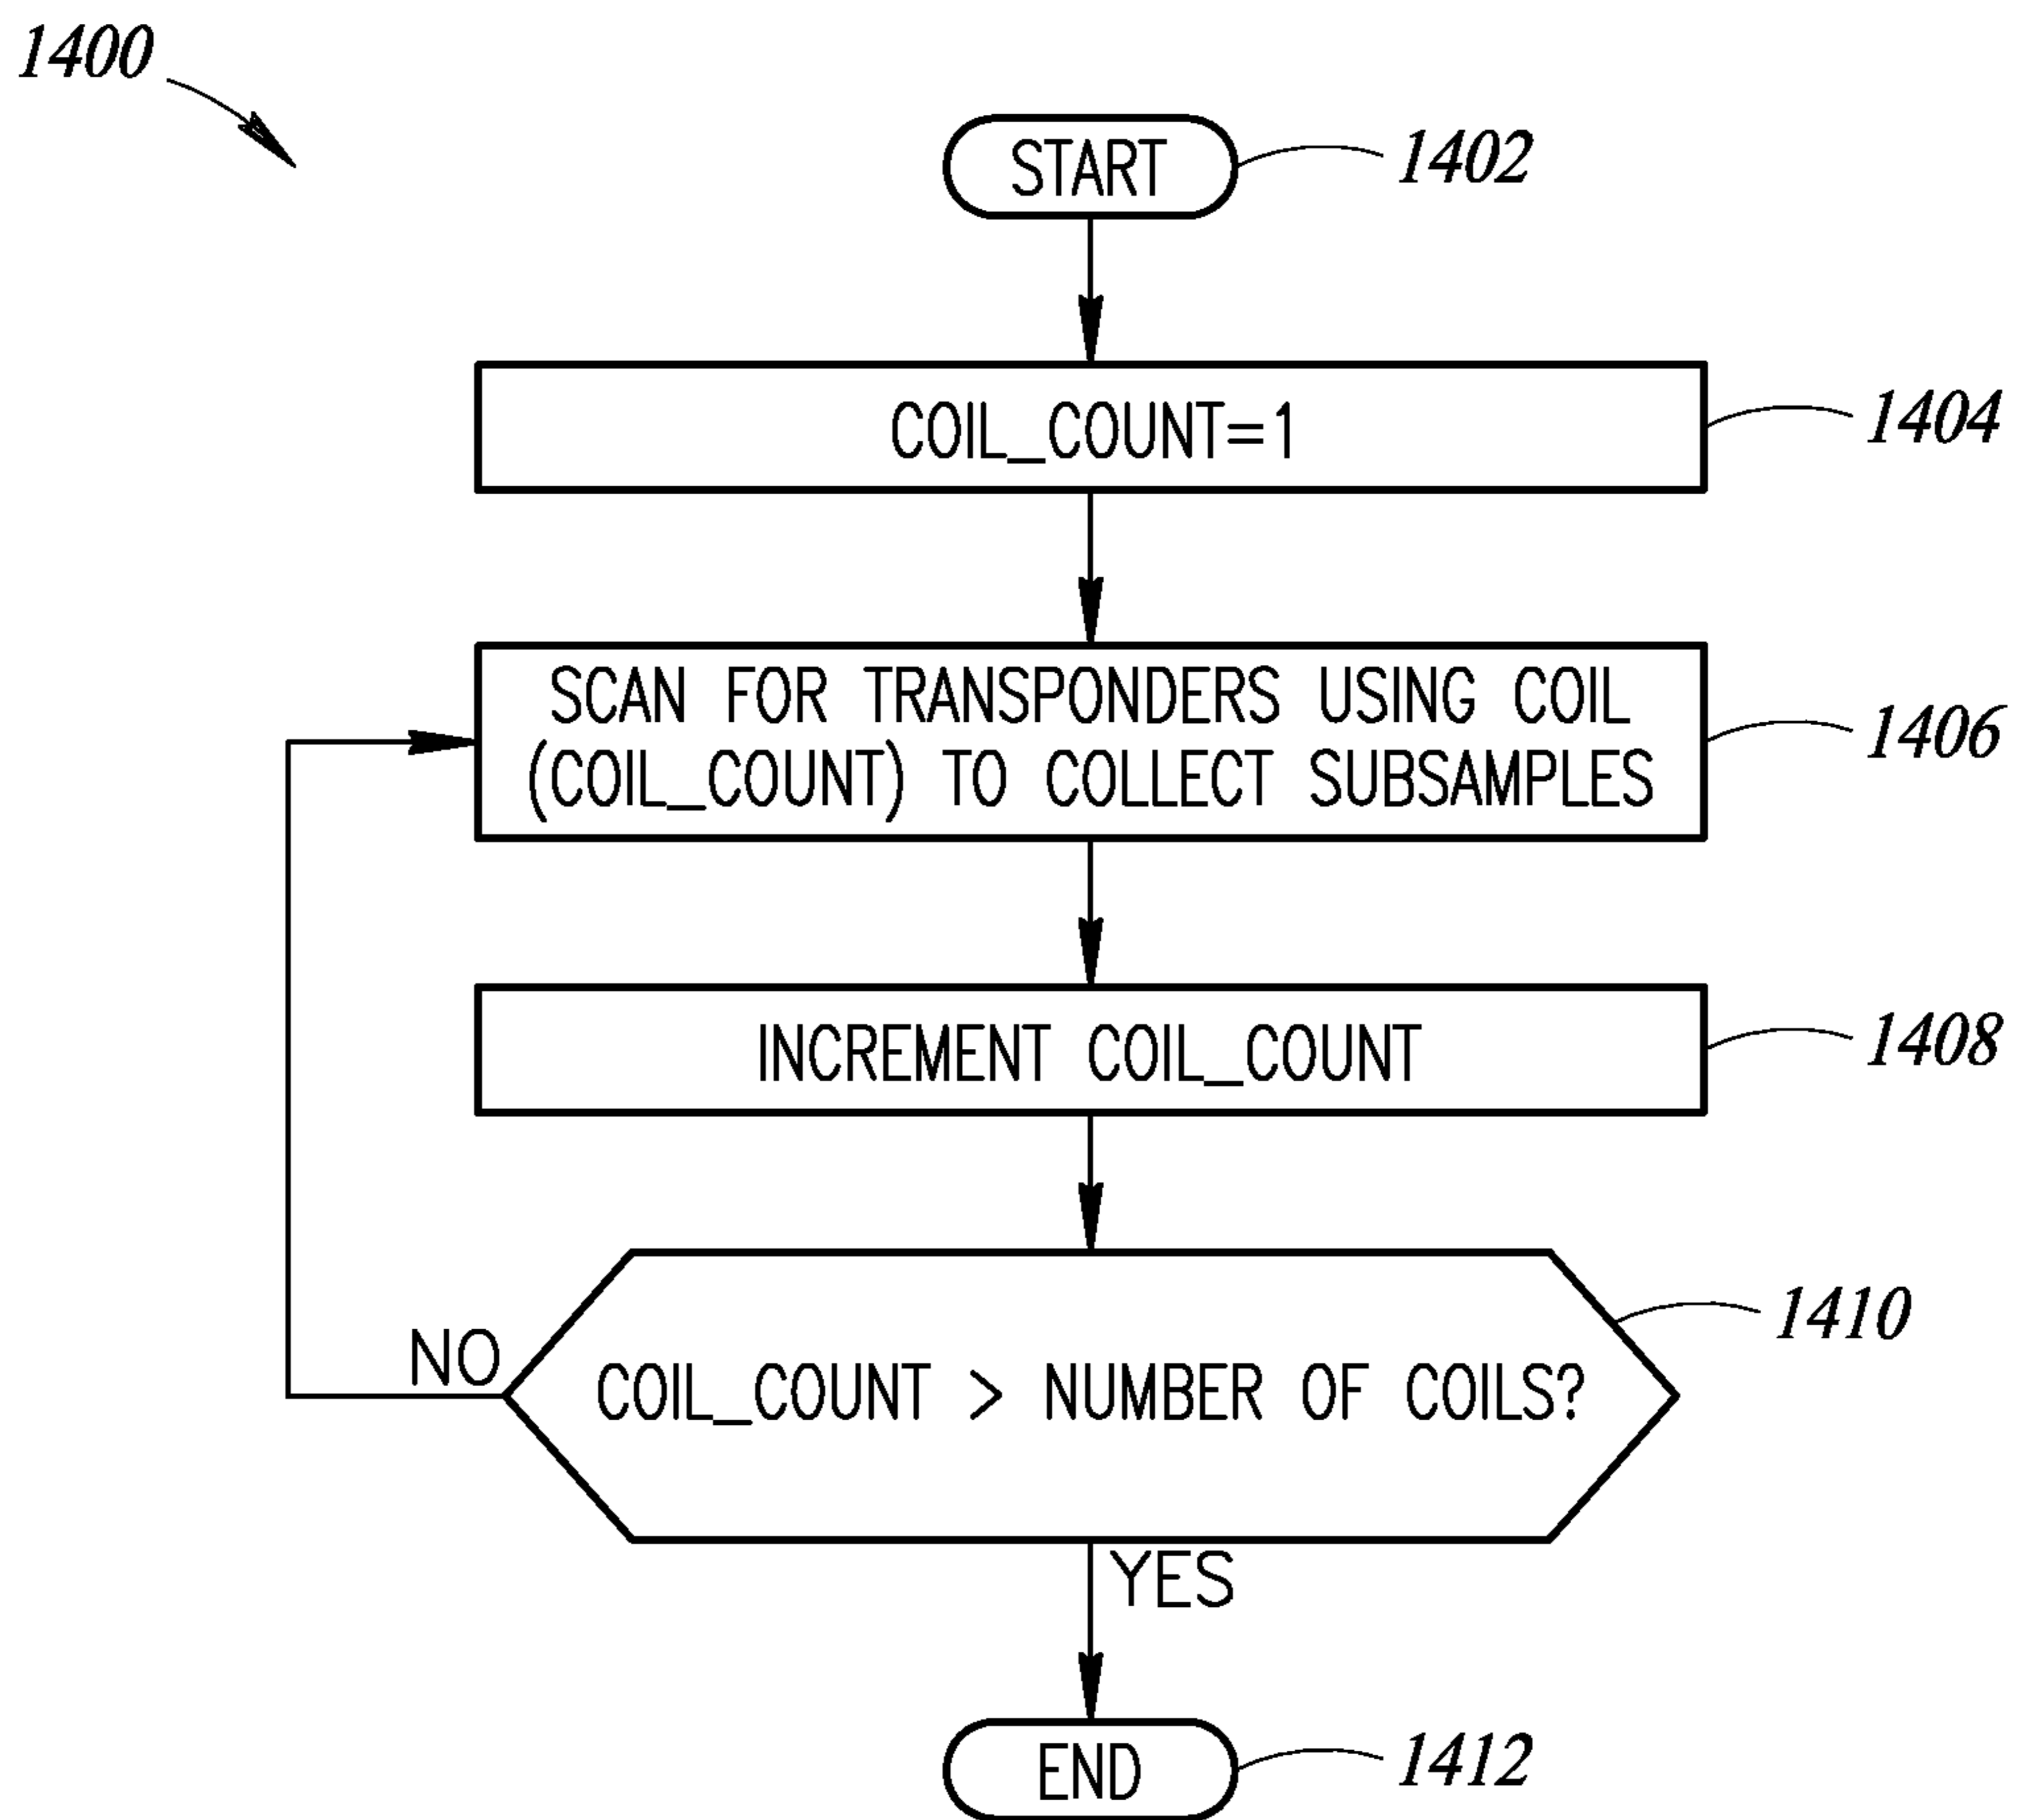 1400
START
1402
COIL_COUNT=1
1404
SCAN FOR TRANSPONDERS USING COIL
(COIL_COUNT) TO COLLECT SUBSAMPLES
1406
INCREMENT COIL_COUNT
1408
COIL_COUNT > NUMBER OF COILS?
1410
NO
YES
END
1412